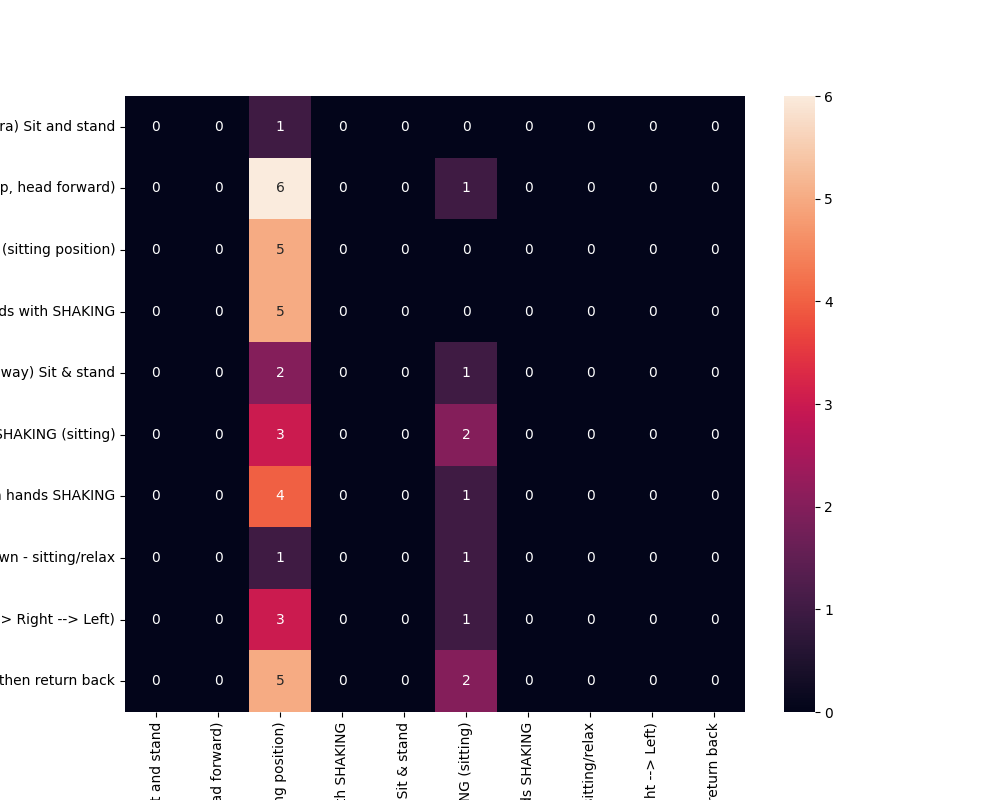 ra) Sit and stand 0 0 1 0 0 0 0 0 0 0
p, head forward) 0 0 6 0 0 1 0 0 0 0
(sitting position) 0 0 5 0 0 0 0 0 0 0
ds with SHAKING 0 0 5 0 0 0 0 0 0 0
way) Sit & stand 0 0 2 0 0 1 0 0 0 0
SHAKING (sitting) 0 0 3 0 0 2 0 0 0 0
hands SHAKING 0 0 4 0 0 1 0 0 0 0
wn - sitting/relax 0 0 1 0 0 1 0 0 0 0
> Right --> Left) 0 0 3 0 0 1 0 0 0 0
then return back 0 0 5 0 0 2 0 0 0 0
t and stand
ad forward)
ng position)
th SHAKING
Sit & stand
NG (sitting)
ds SHAKING
sitting/relax
ht --> Left)
return back
6
5
4
3
2
1
0